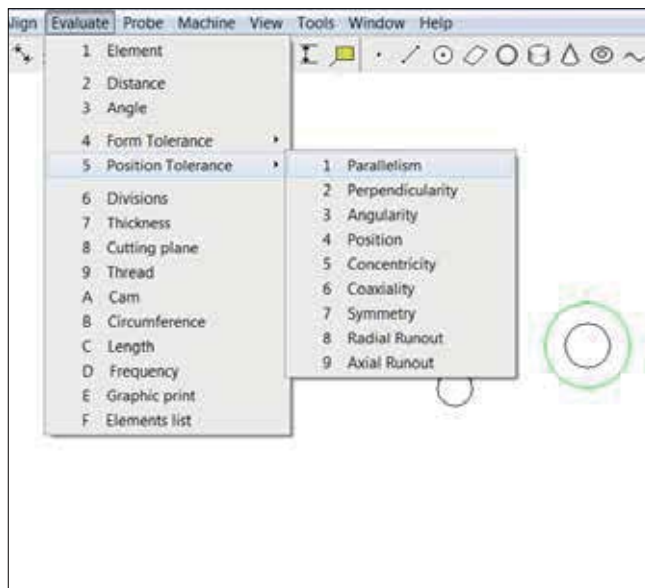 Align Evaluate Probe Machine View Tools Window Help
1 Element
2 Distance
3 Angle
4 Form Tolerance
5 Position Tolerance
6 Divisions
7 Thickness
8 Cutting plane
9 Thread
A Cam
B Circumference
C Length
D Frequency
E Graphic print
F Elements list
1 Parallelism
2 Perpendicularity
3 Angularity
4 Position
5 Concentricity
6 Coaxiality
7 Symmetry
8 Radial Runout
9 Axial Runout